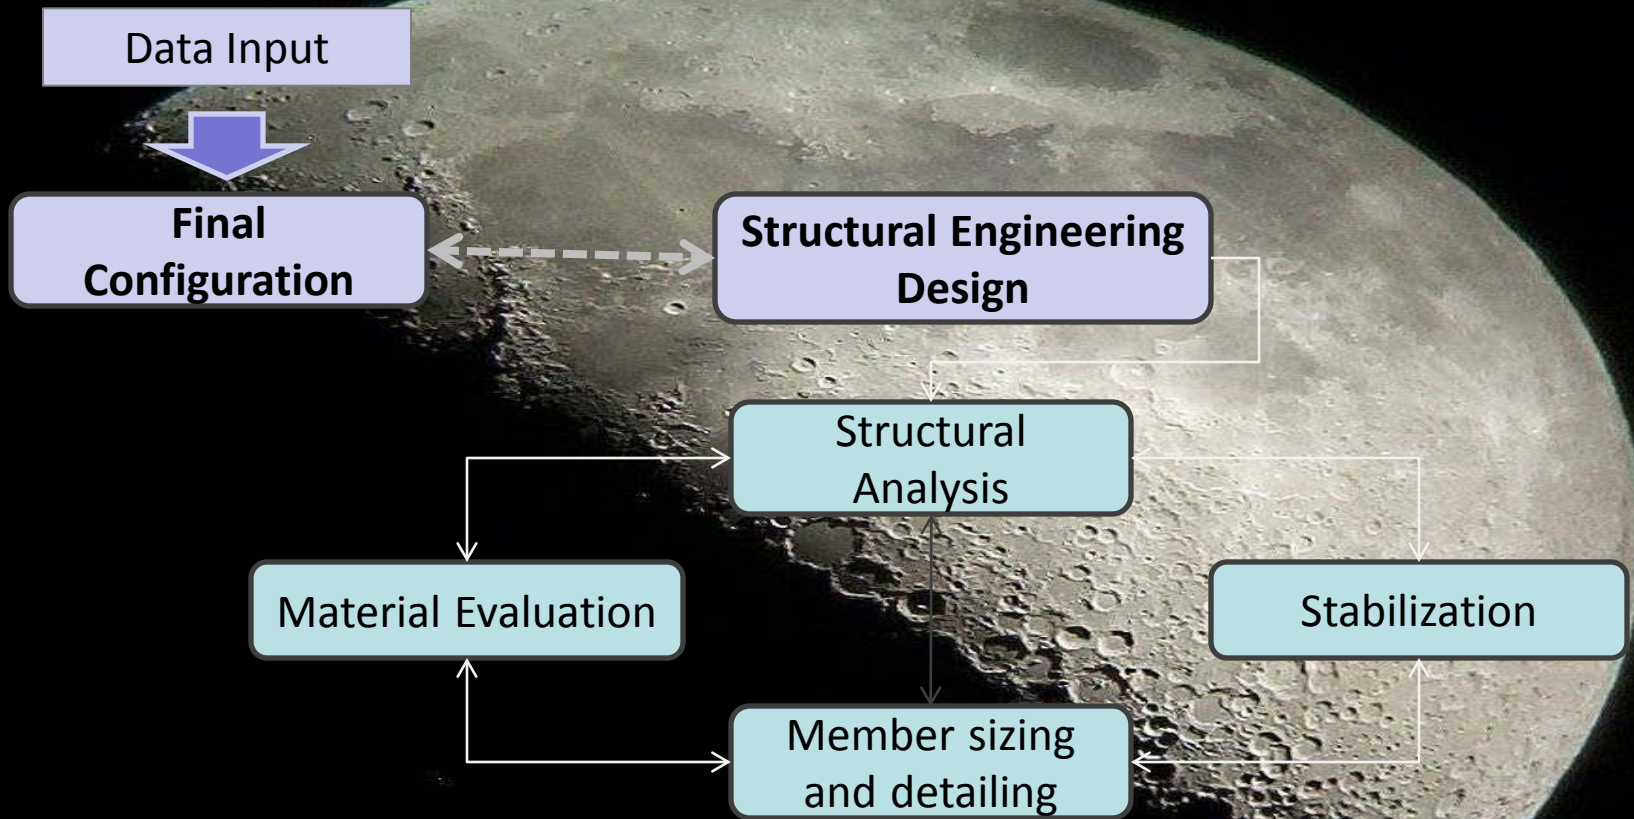 Data Input
Final
Configuration
Structural Engineering
Design
Structural
Analysis
Material Evaluation
Stabilization
Member sizing
and detailing